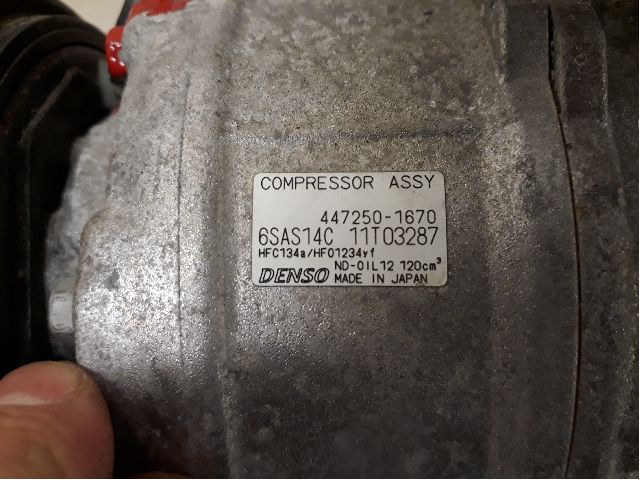 COMPRESSOR ASSY
447250-1670
6SAS14C 11T03287
HFC134a/HFO1234yf
ND-OIL12 120cm³
DENSO MADE IN JAPAN